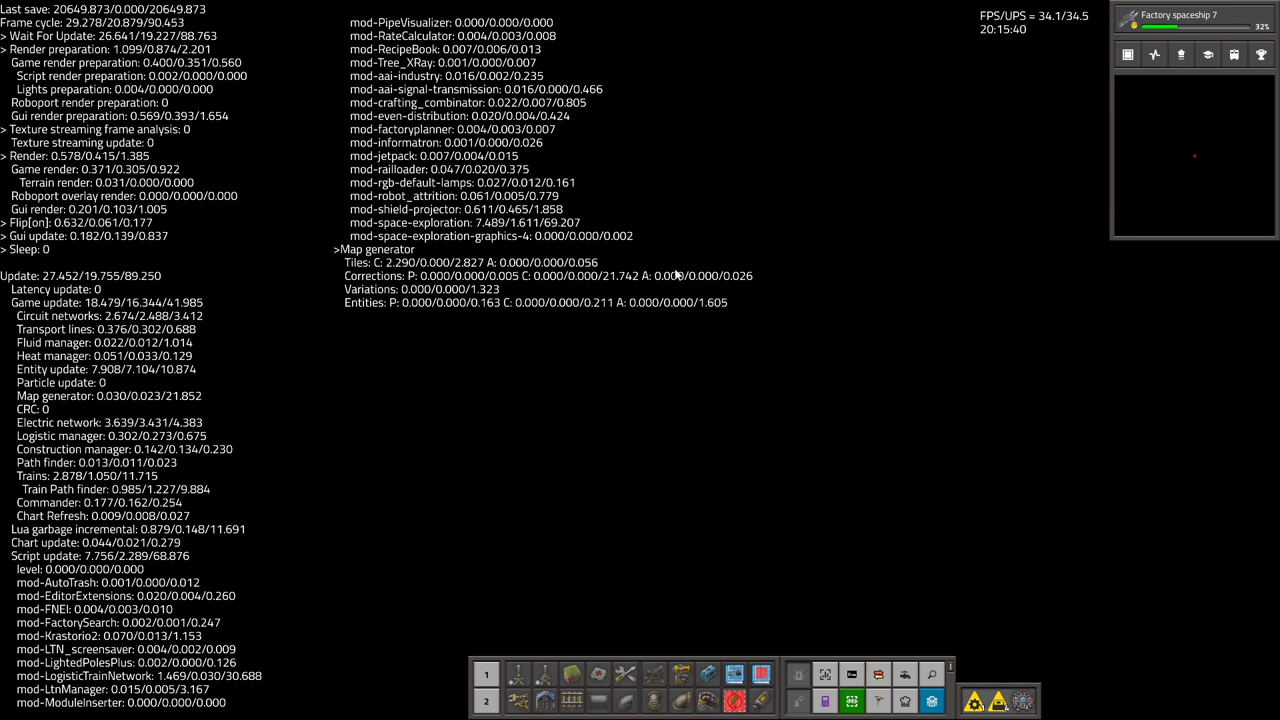 Last save: 20649.873/0.000/20649.873
Frame cycle: 29.278/20.879/90.453
> Wait For Update: 26.641/19.227/88.763
> Render preparation: 1.099/0.874/2.201
Game render preparation: 0.400/0.351/0.560
Script render preparation: 0.002/0.000/0.000
Lights preparation: 0.004/0.000/0.000
Roboport render preparation: 0
Gui render preparation: 0.569/0.393/1.654
> Texture streaming frame analysis: 0
Texture streaming update: 0
> Render: 0.578/0.415/1.385
Game render: 0.371/0.305/0.922
Terrain render: 0.031/0.000/0.000
Roboport overlay render: 0.000/0.000/0.000
Gui render: 0.201/0.103/1.005
> Flip[on]: 0.632/0.061/0.177
> Gui update: 0.182/0.139/0.837
> Sleep: 0
Update: 27.452/19.755/89.250
Latency update: 0
Game update: 18.479/16.344/41.985
Circuit networks: 2.674/2.488/3.412
Transport lines: 0.376/0.302/0.688
Fluid manager: 0.022/0.012/1.014
Heat manager: 0.051/0.033/0.129
Entity update: 7.908/7.104/10.874
Particle update: 0
Map generator: 0.030/0.023/21.852
CRC: 0
Electric network: 3.639/3.431/4.383
Logistic manager: 0.302/0.273/0.675
Construction manager: 0.142/0.134/0.230
Path finder: 0.013/0.011/0.023
Trains: 2.878/1.050/11.715
Train Path finder: 0.985/1.227/9.884
Commander: 0.177/0.162/0.254
Chart Refresh: 0.009/0.008/0.027
Lua garbage incremental: 0.879/0.148/11.691
Chart update: 0.044/0.021/0.279
Script update: 7.756/2.289/68.876
level: 0.000/0.000/0.000
mod-AutoTrash: 0.001/0.000/0.012
mod-EditorExtensions: 0.020/0.004/0.260
mod-FNEI: 0.004/0.003/0.010
mod-FactorySearch: 0.002/0.001/0.247
mod-Krastorio2: 0.070/0.013/1.153
mod-LTN_screensaver: 0.004/0.002/0.009
mod-LightedPolesPlus: 0.002/0.000/0.126
mod-LogisticTrainNetwork: 1.469/0.030/30.688
mod-LtnManager: 0.015/0.005/3.167
mod-ModuleInserter: 0.000/0.000/0.000
mod-PipeVisualizer: 0.000/0.000/0.000
mod-RateCalculator: 0.004/0.003/0.008
mod-RecipeBook: 0.007/0.006/0.013
mod-Tree_XRay: 0.001/0.000/0.007
mod-aai-industry: 0.016/0.002/0.235
mod-aai-signal-transmission: 0.016/0.000/0.466
mod-crafting_combinator: 0.022/0.007/0.805
mod-even-distribution: 0.020/0.004/0.424
mod-factoryplanner: 0.004/0.003/0.007
mod-informatron: 0.001/0.000/0.026
mod-jetpack: 0.007/0.004/0.015
mod-railloader: 0.047/0.020/0.375
mod-rgb-default-lamps: 0.027/0.012/0.161
mod-robot_attrition: 0.061/0.005/0.779
mod-shield-projector: 0.611/0.465/1.858
mod-space-exploration: 7.489/1.611/69.207
mod-space-exploration-graphics-4: 0.000/0.000/0.002
>Map generator
Tiles: C: 2.290/0.000/2.827 A: 0.000/0.000/0.056
Corrections: P: 0.000/0.000/0.005 C: 0.000/0.000/21.742 A: 0.000/0.000/0.026
Variations: 0.000/0.000/1.323
Entities: P: 0.000/0.000/0.163 C: 0.000/0.000/0.211 A: 0.000/0.000/1.605
FPS/UPS = 34.1/34.5
20:15:40
Factory spaceship 7
32%
1
2